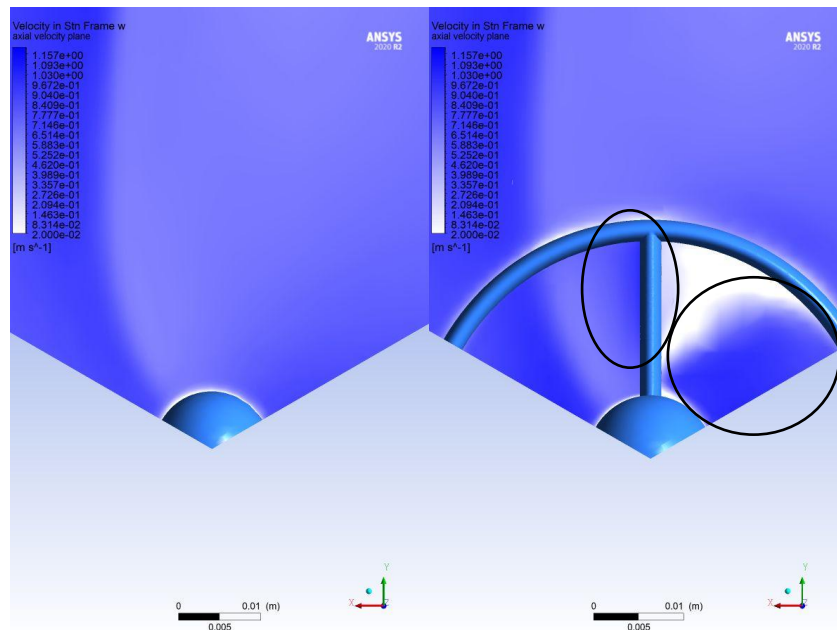 Velocity in Stn Frame w
axial velocity plane
1.157e+00
1.093e+00
1.030e+00
9.672e-01
9.040e-01
8.409e-01
7.777e-01
7.146e-01
6.514e-01
5.883e-01
5.252e-01
4.620e-01
3.989e-01
3.357e-01
2.726e-01
2.094e-01
1.463e-01
8.314e-02
2.000e-02
[m s^-1]
ANSYS
2020 R2
Y
X
Z
0 0.01 (m)
0.005
Velocity in Stn Frame w
axial velocity plane
1.157e+00
1.093e+00
1.030e+00
9.672e-01
9.040e-01
8.409e-01
7.777e-01
7.146e-01
6.514e-01
5.883e-01
5.252e-01
4.620e-01
3.989e-01
3.357e-01
2.726e-01
2.094e-01
1.463e-01
8.314e-02
2.000e-02
[m s^-1]
ANSYS
2020 R2
Y
X
Z
0 0.01 (m)
0.005